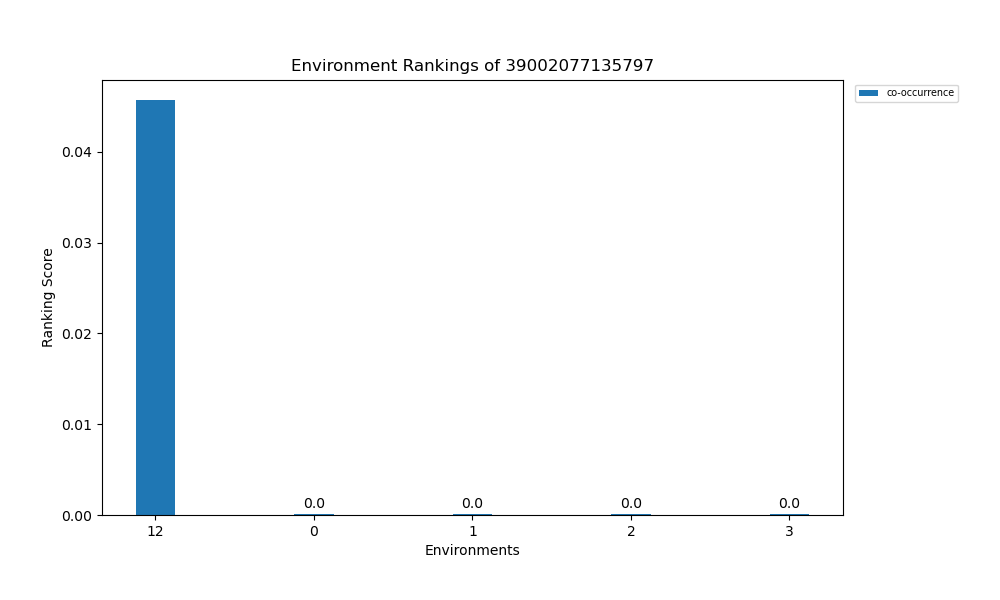 Environment Rankings of 39002077135797
co-occurrence
0.04
0.03
0.02
0.01
0.00
Ranking Score
0.0 0.0 0.0 0.0
12 0 1 2 3
Environments